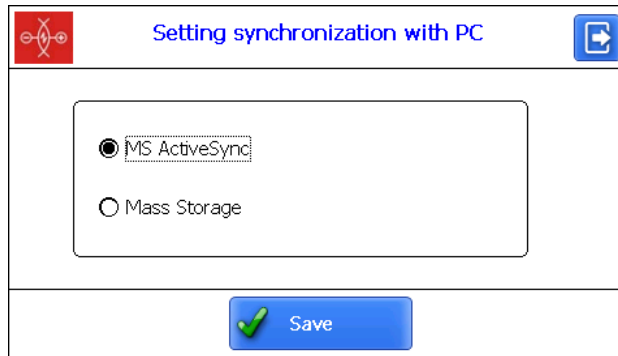 Setting synchronization with PC
MS ActiveSync
Mass Storage
Save